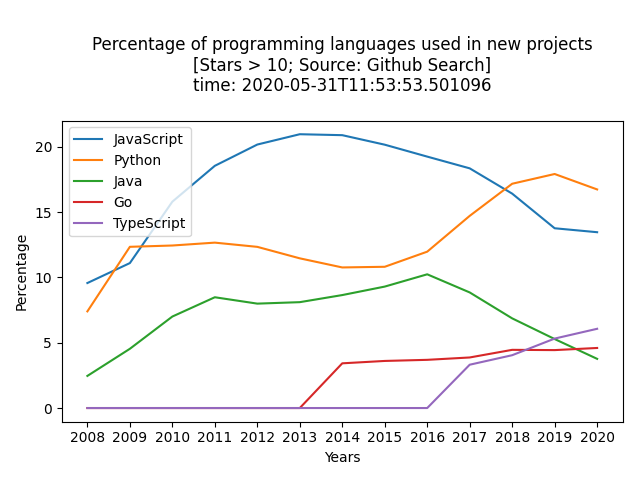 Percentage of programming languages used in new projects
[Stars > 10; Source: Github Search]
time: 2020-05-31T11:53:53.501096
JavaScript
Python
Java
Go
TypeScript
20
15
10
5
0
Percentage
2008 2009 2010 2011 2012 2013 2014 2015 2016 2017 2018 2019 2020
Years